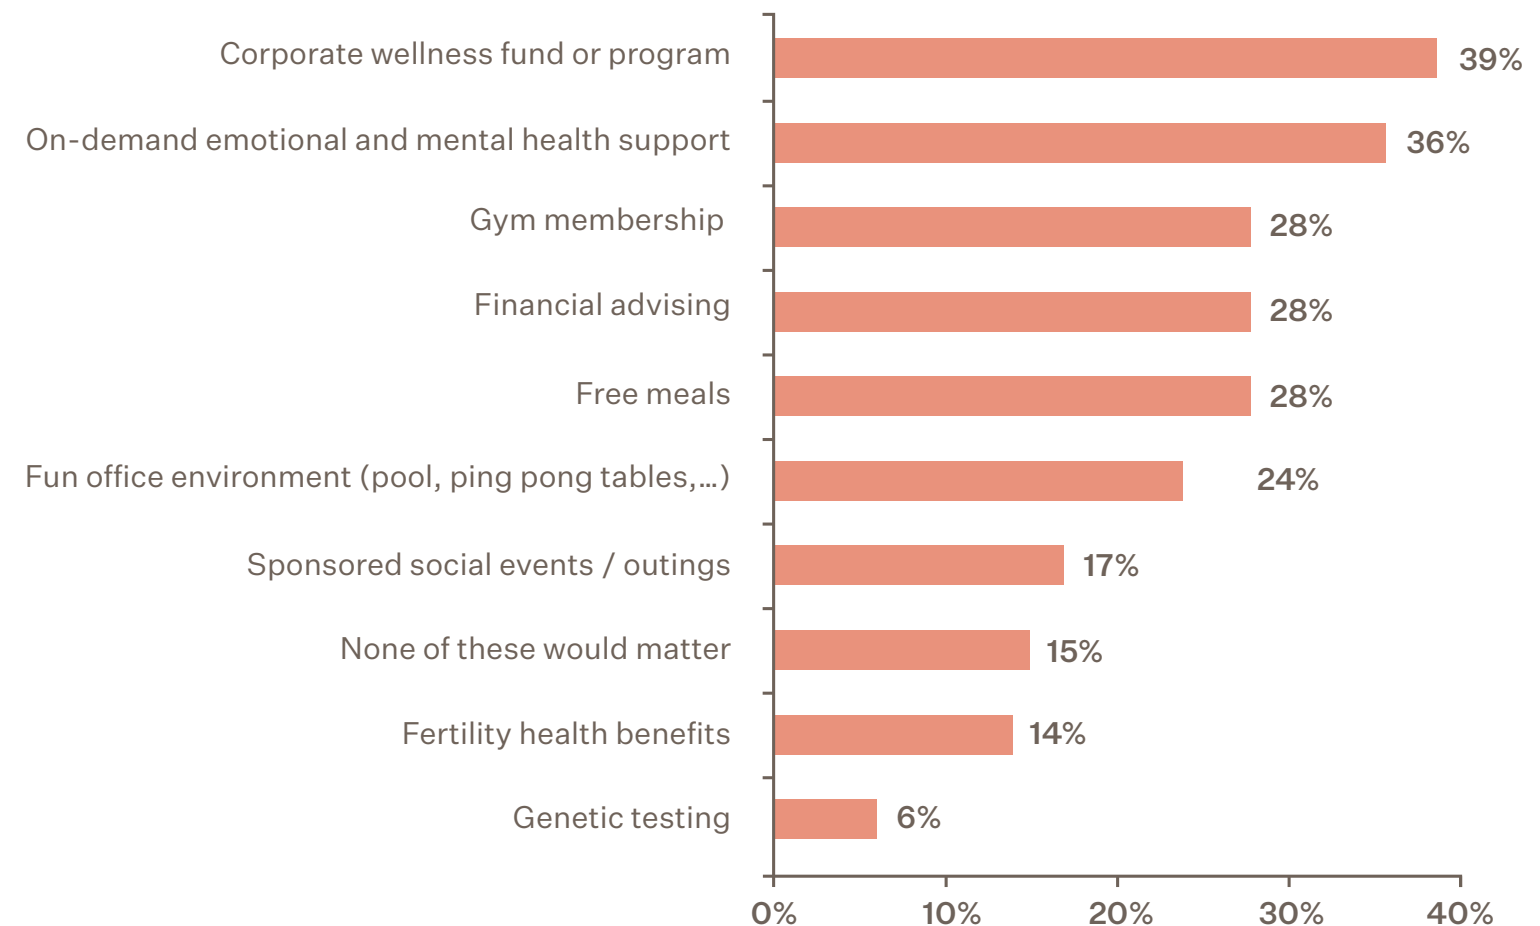 Corporate wellness fund or program 39%
On-demand emotional and mental health support 36%
Gym membership 28%
Financial advising 28%
Free meals 28%
Fun office environment (pool, ping pong tables,...) 24%
Sponsored social events / outings 17%
None of these would matter 15%
Fertility health benefits 14%
Genetic testing 6%
0% 10% 20% 30% 40%